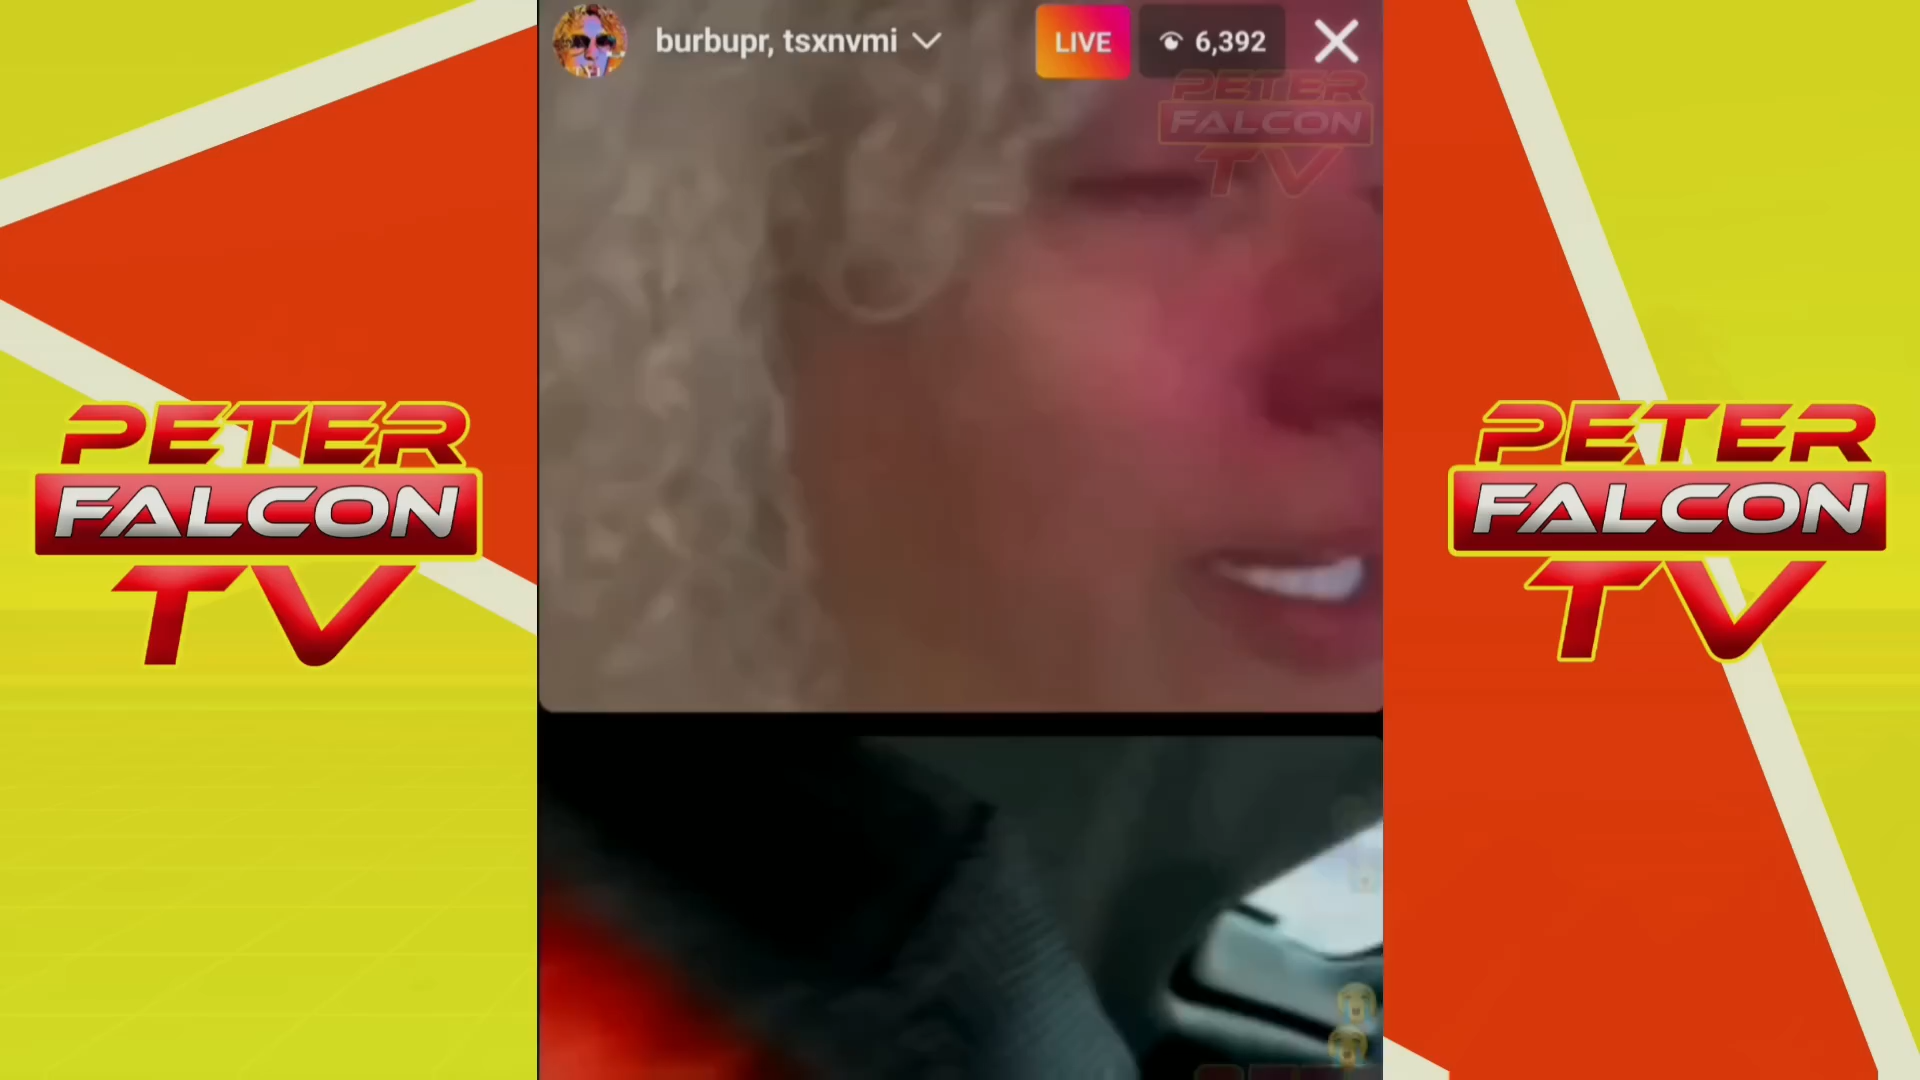 burbupr, tsxnvmi
LIVE
6,392
PETER
FALCON
TV
PETER
FALCON
TV
PETER
FALCON
TV